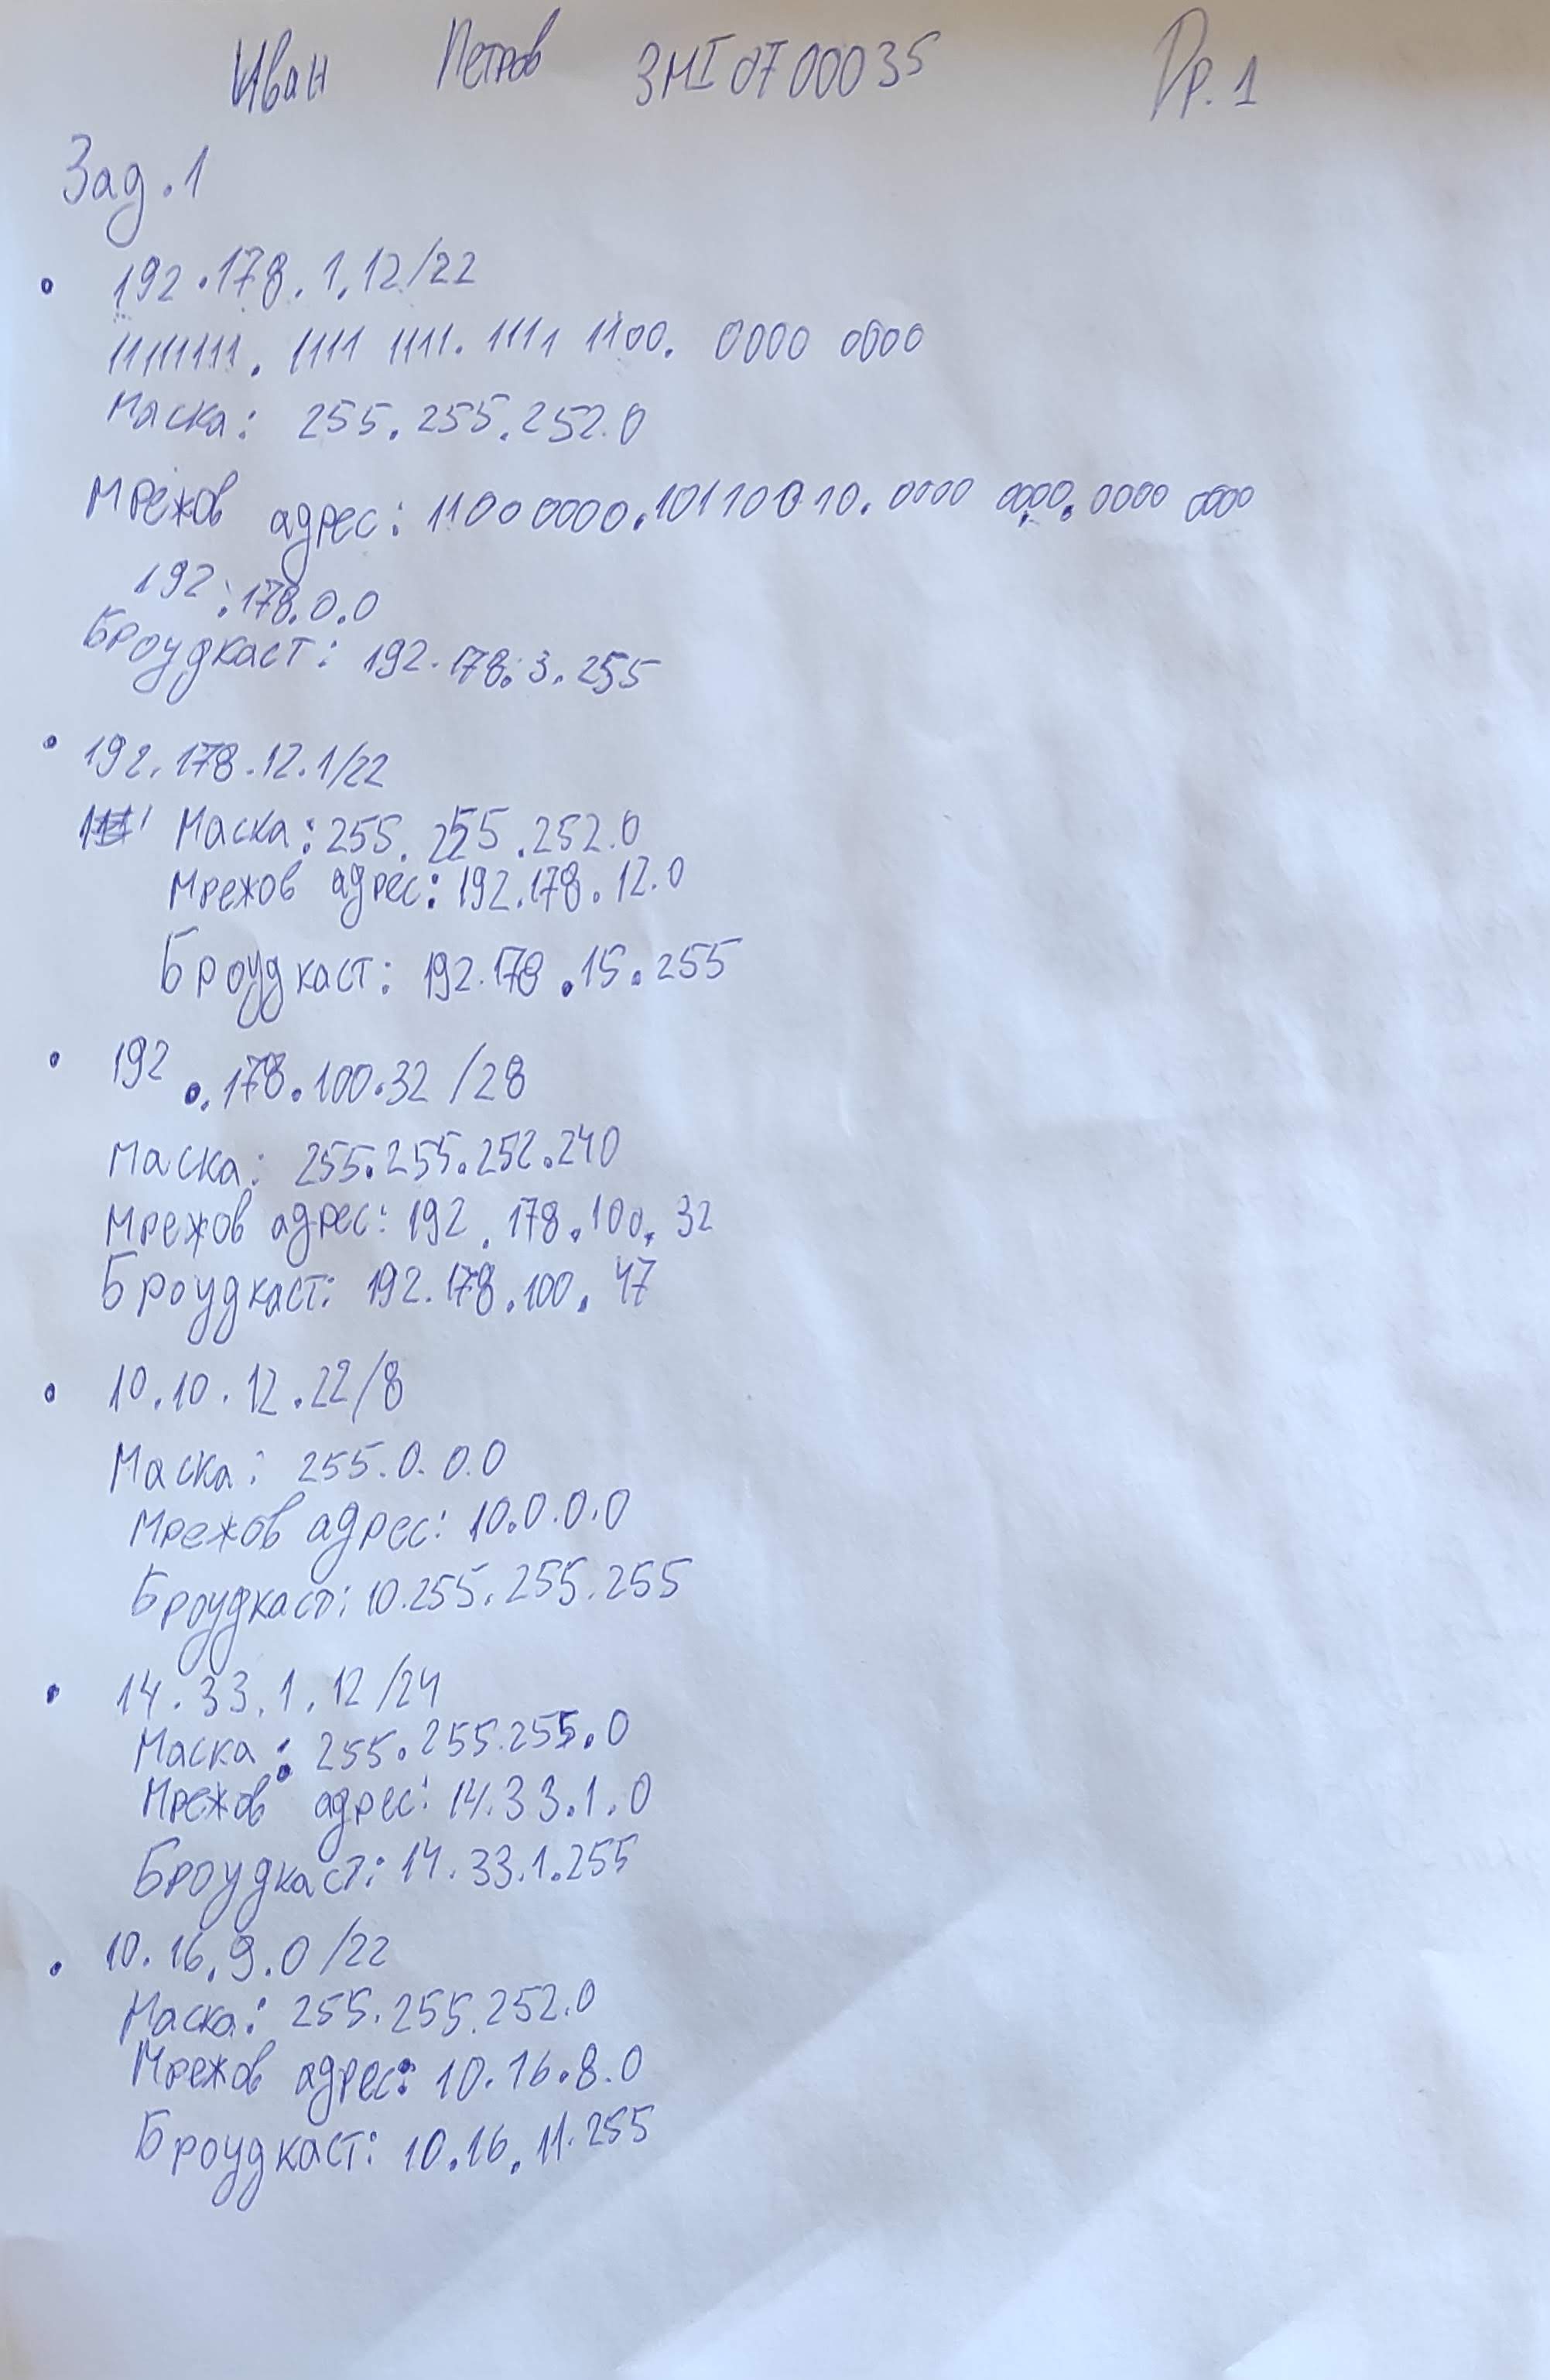 Иван Петров 3MI0700035 Гр. 1
Зад. 1
192.178.1.12/22
11111111. 1111 1111. 1111 1100. 0000 0000
Маска: 255.255.252.0
Мрежов адрес: 11000000.10110010.0000 0000.0000 0000
192.178.0.0
Броудкаст: 192.178.3.255
192.178.12.1/22
Маска: 255.255.252.0
Мрежов адрес: 192.178.12.0
Броудкаст: 192.178.15.255
192.178.100.32 /28
Маска: 255.255.252.240
Мрежов адрес: 192.178.100.32
Броудкаст: 192.178.100.47
10.10.12.22/8
Маска: 255.0.0.0
Мрежов адрес: 10.0.0.0
Броудкаст: 10.255.255.255
14.33.1.12/24
Маска: 255.255.255.0
Мрежов адрес: 14.33.1.0
Броудкаст: 14.33.1.255
10.16.9.0/22
Маска: 255.255.252.0
Мрежов адрес: 10.16.8.0
Броудкаст: 10.16.11.255